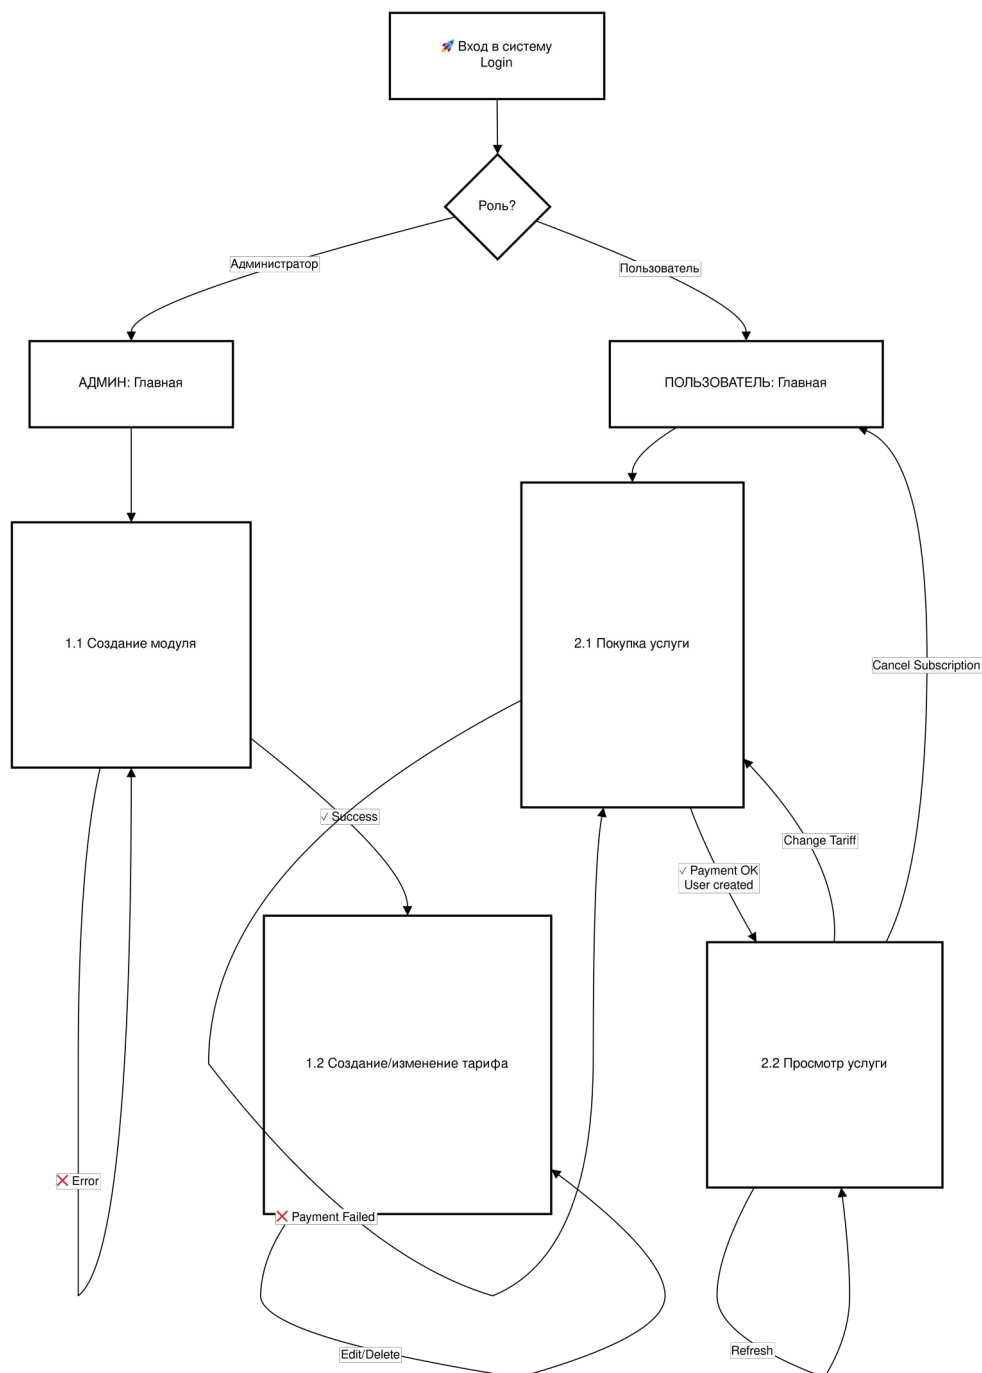 🚀 Вход в систему
Login
Роль?
Администратор
Пользователь
АДМИН: Главная
ПОЛЬЗОВАТЕЛЬ: Главная
1.1 Создание модуля
2.1 Покупка услуги
Cancel Subscription
✓ Success
Change Tariff
✓ Payment OK
User created
1.2 Создание/изменение тарифа
2.2 Просмотр услуги
❌ Error
❌ Payment Failed
Edit/Delete
Refresh